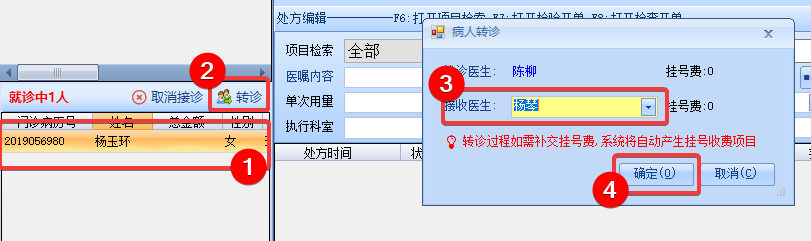 处方编辑 F6:打开项目检索 F7:打开检验开单 F8:打开检查开单
项目检索 全部
医嘱内容
单次用量
执行科室
处方时间
就诊中1人 取消接诊 2 转诊
门诊病历号 姓名 总金额 性别
2019056980 杨玉环 女
1
病人转诊
转诊医生: 陈柳 挂号费:0
3
接收医生: 杨琴 挂号费:0
转诊过程如需补交挂号费,系统将自动产生挂号收费项目
4 确定(O) 取消(C)